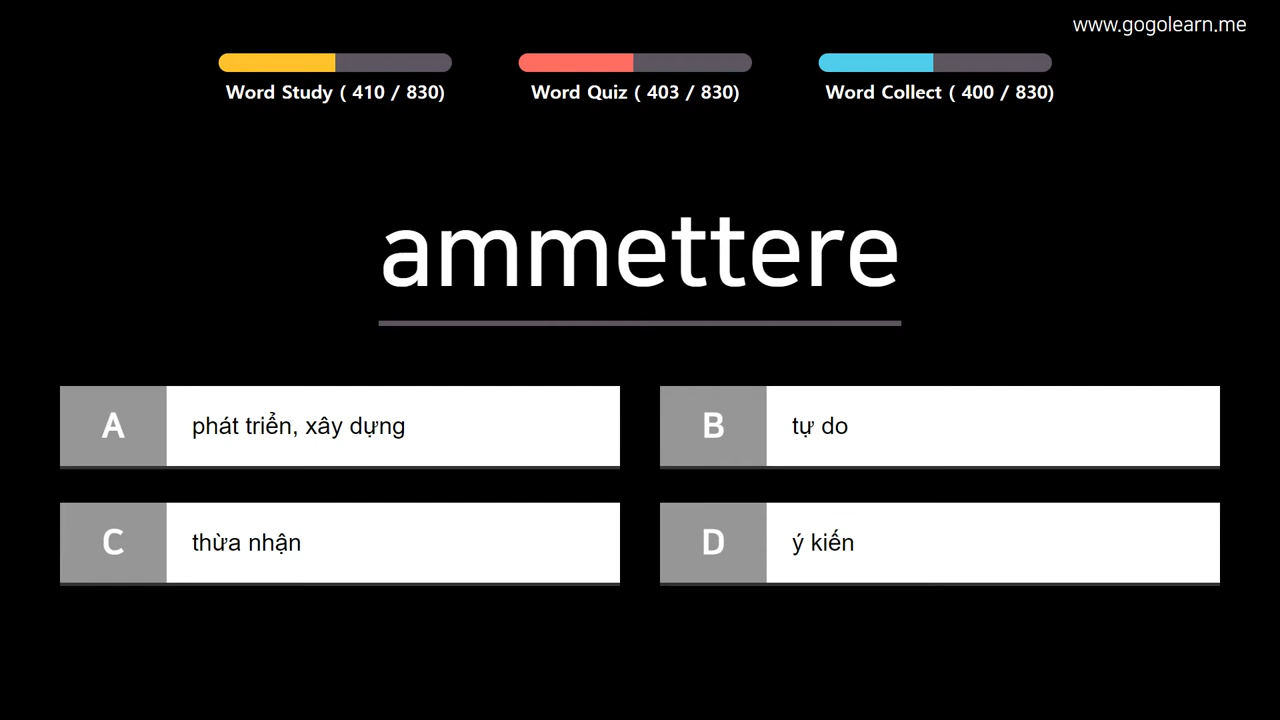 www.gogolearn.me
Word Study ( 410 / 830)
Word Quiz ( 403 / 830)
Word Collect ( 400 / 830)
ammettere
A
phát triển, xây dựng
B
tự do
C
thừa nhận
D
ý kiến